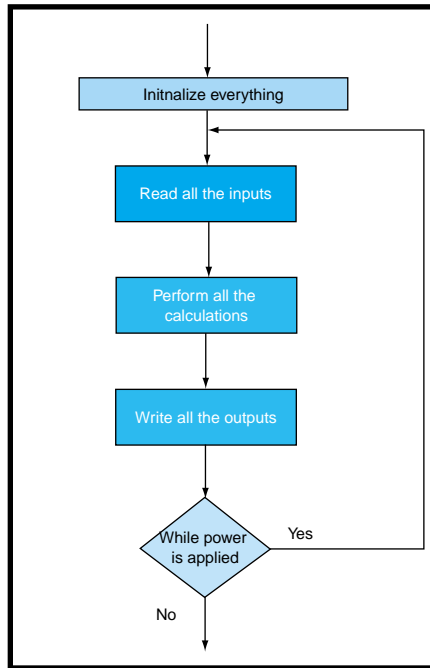 Initnalize everything
Read all the inputs
Perform all the
calculations
Write all the outputs
While power
is applied
Yes
No